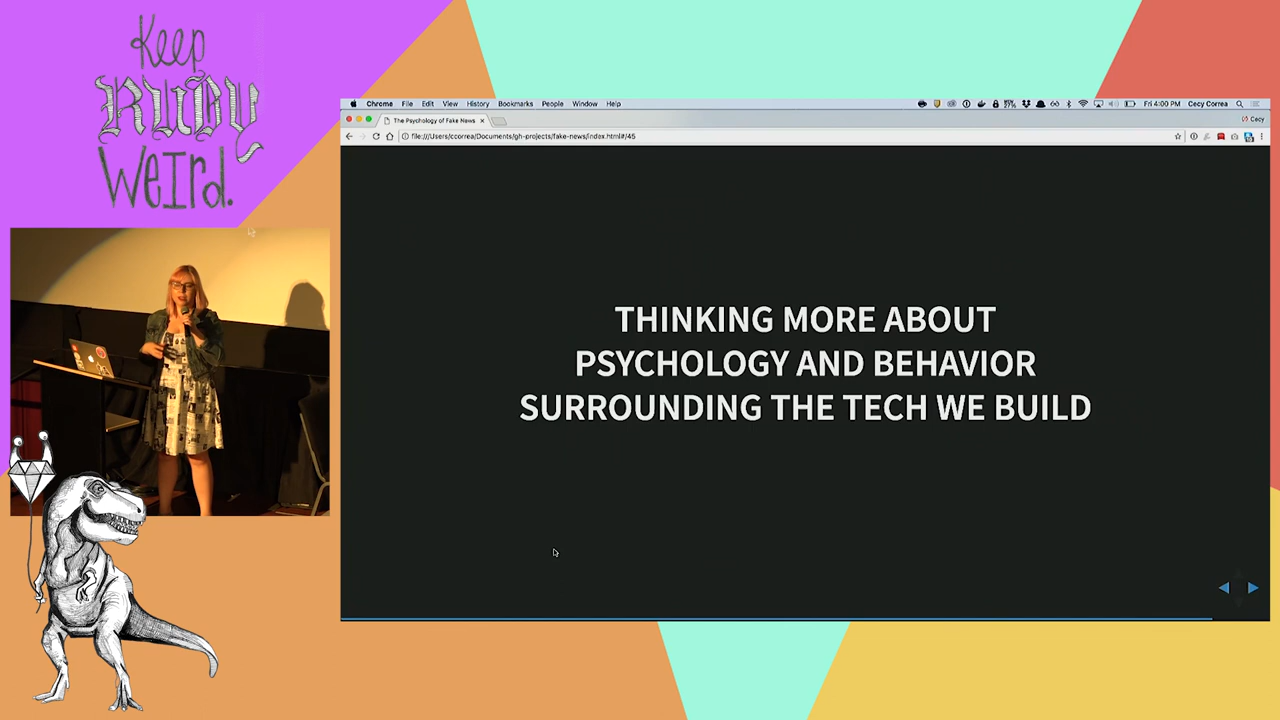 Keep
RUBY
WeIrd.
Chrome File Edit View History Bookmarks People Window Help
Fri 4:00 PM Cecy Correa
The Psychology of Fake News
Cecy
file:///Users/ccorrea/Documents/gh-projects/fake-news/index.html#/45
THINKING MORE ABOUT
PSYCHOLOGY AND BEHAVIOR
SURROUNDING THE TECH WE BUILD